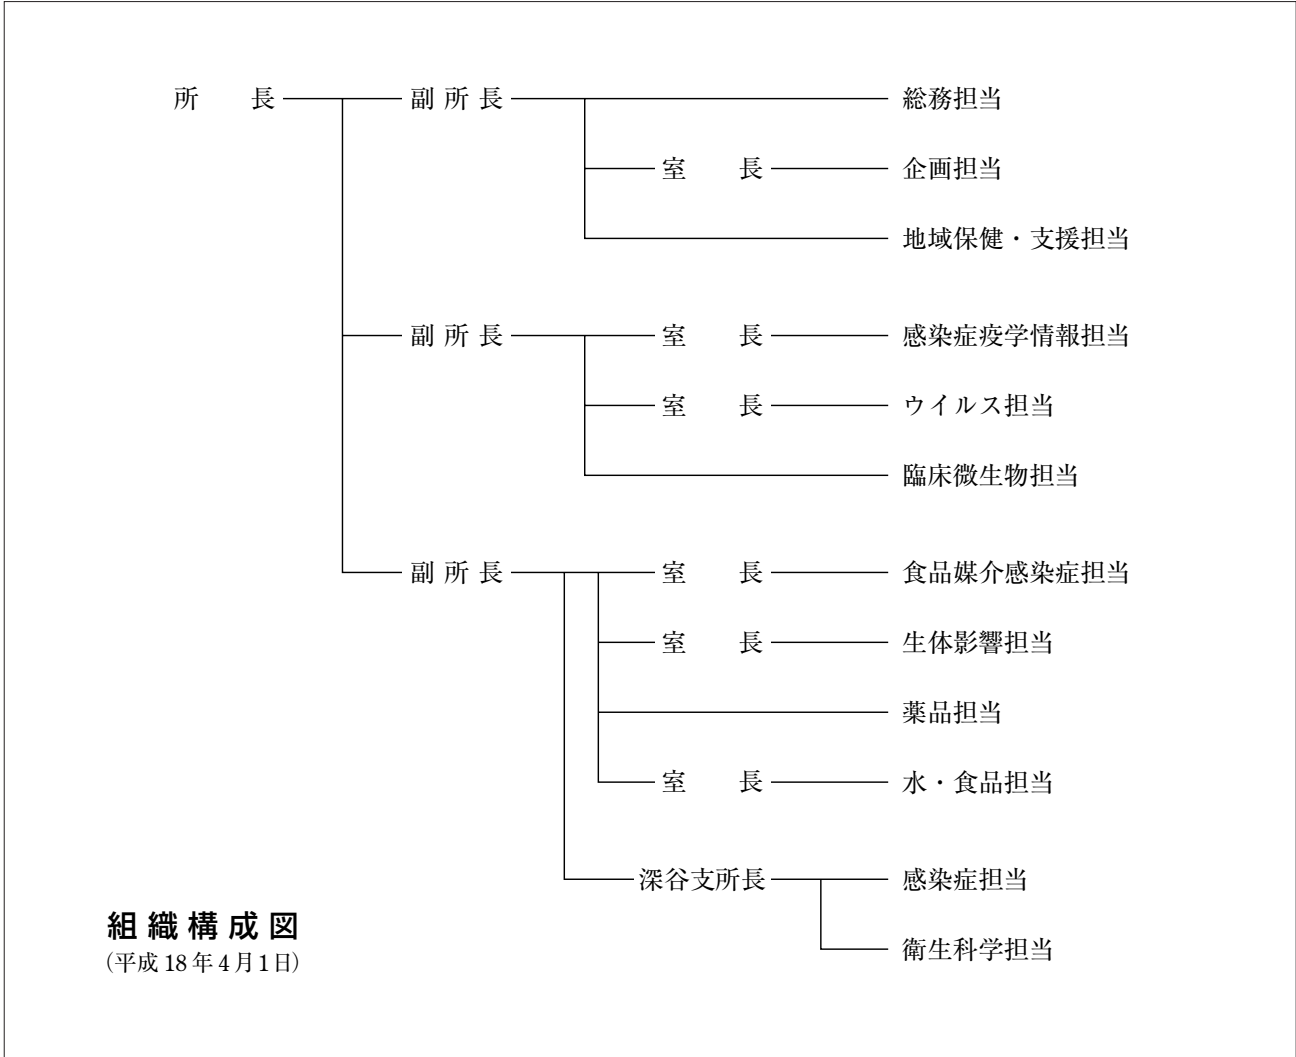 所　　長　副 所 長　総務担当
室　　長　企画担当
地域保健・支援担当
副 所 長　室　　長　感染症疫学情報担当
室　　長　ウイルス担当
臨床微生物担当
副 所 長　室　　長　食品媒介感染症担当
室　　長　生体影響担当
薬品担当
室　　長　水・食品担当
深谷支所長　感染症担当
衛生科学担当
組 織 構 成 図
(平成 18 年 4 月 1 日)